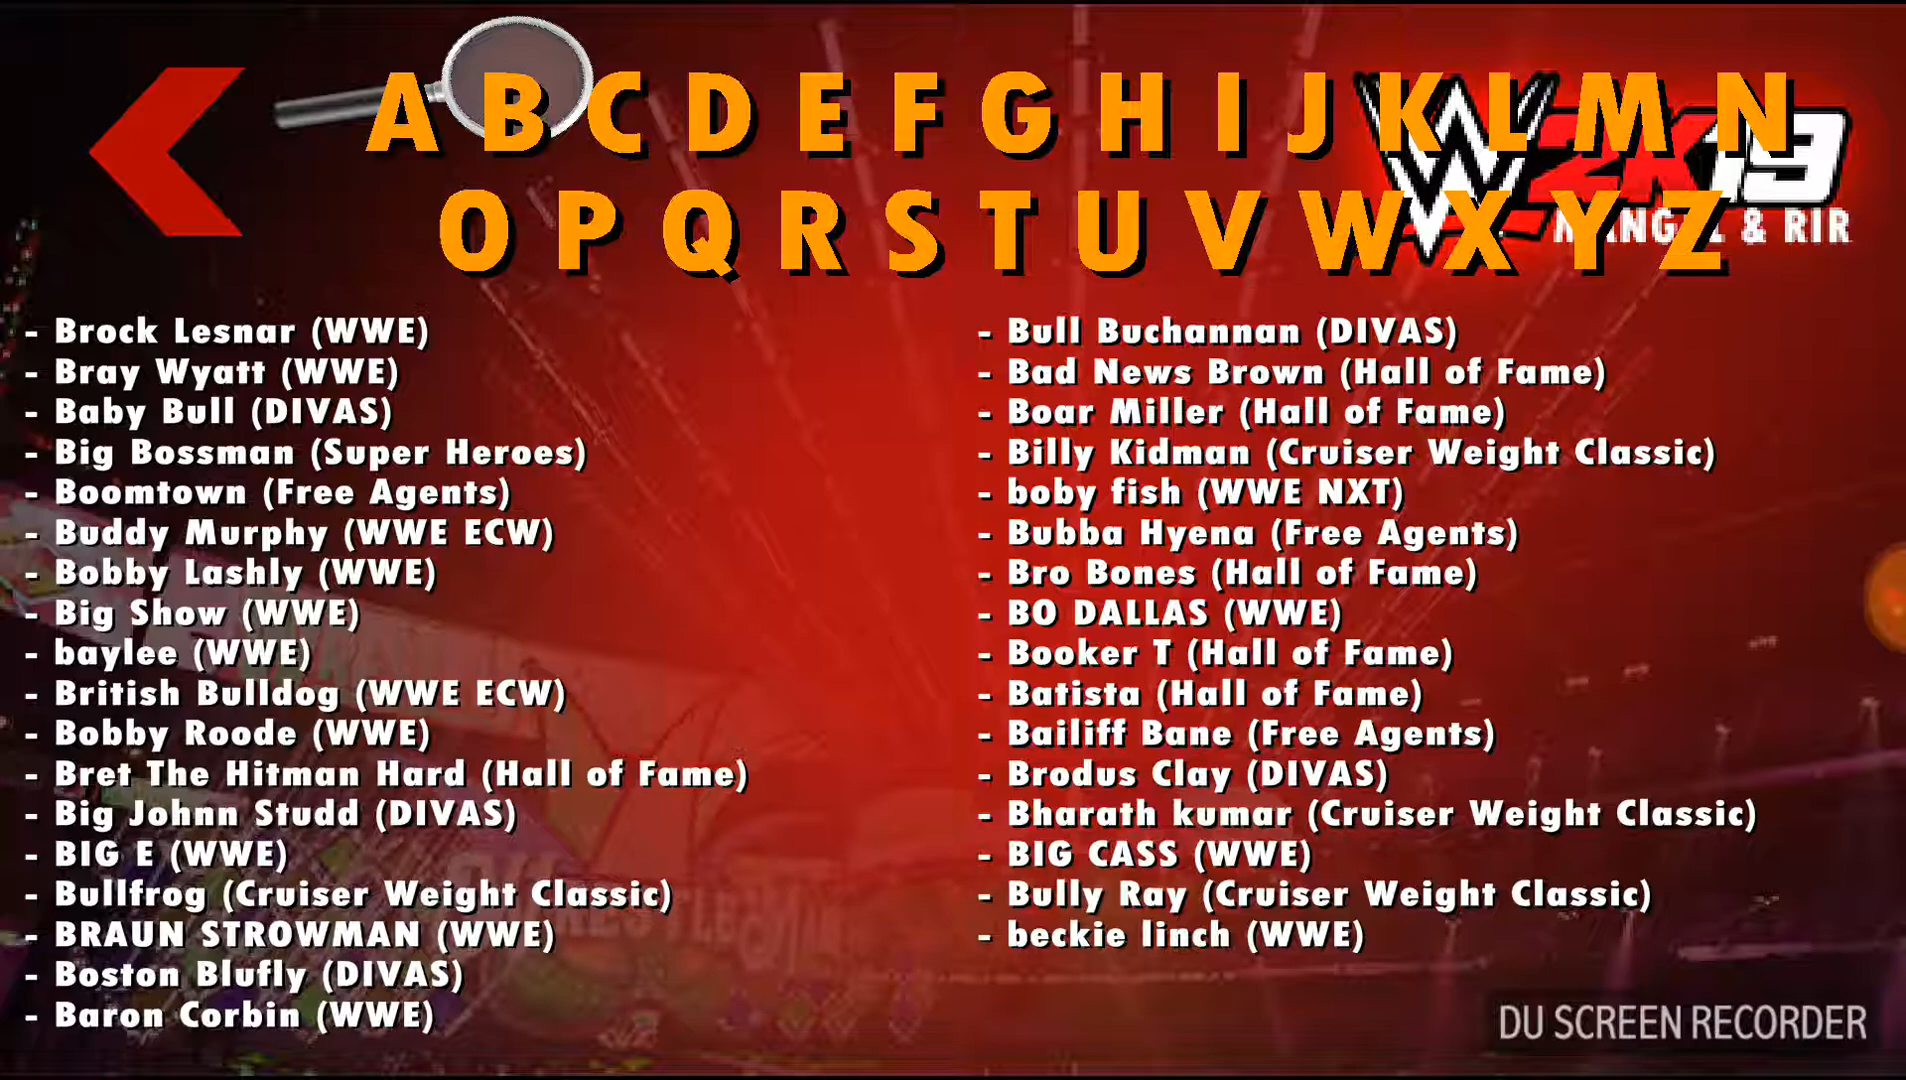 A B C D E F G H I J K L M N
O P Q R S T U V W X Y Z
W 2K19
& RIR
- Brock Lesnar (WWE)
- Bray Wyatt (WWE)
- Baby Bull (DIVAS)
- Big Bossman (Super Heroes)
- Boomtown (Free Agents)
- Buddy Murphy (WWE ECW)
- Bobby Lashly (WWE)
- Big Show (WWE)
- baylee (WWE)
- British Bulldog (WWE ECW)
- Bobby Roode (WWE)
- Bret The Hitman Hard (Hall of Fame)
- Big Johnn Studd (DIVAS)
- BIG E (WWE)
- Bullfrog (Cruiser Weight Classic)
- BRAUN STROWMAN (WWE)
- Boston Blufly (DIVAS)
- Baron Corbin (WWE)
- Bull Buchannan (DIVAS)
- Bad News Brown (Hall of Fame)
- Boar Miller (Hall of Fame)
- Billy Kidman (Cruiser Weight Classic)
- boby fish (WWE NXT)
- Bubba Hyena (Free Agents)
- Bro Bones (Hall of Fame)
- BO DALLAS (WWE)
- Booker T (Hall of Fame)
- Batista (Hall of Fame)
- Bailiff Bane (Free Agents)
- Brodus Clay (DIVAS)
- Bharath kumar (Cruiser Weight Classic)
- BIG CASS (WWE)
- Bully Ray (Cruiser Weight Classic)
- beckie linch (WWE)
DU SCREEN RECORDER